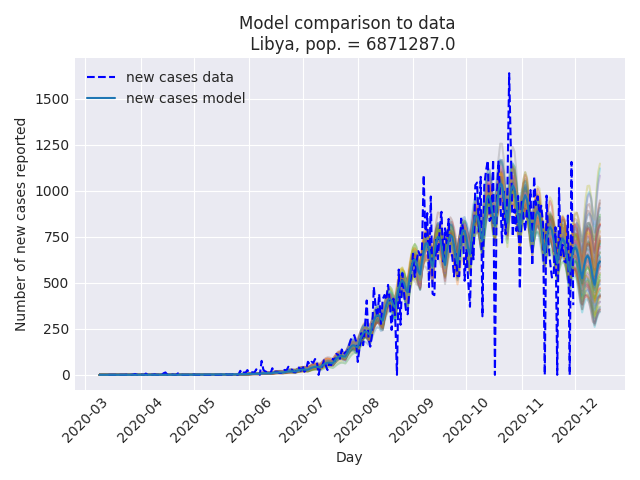 Model comparison to data
Libya, pop. = 6871287.0
new cases data
new cases model
Number of new cases reported
1500
1250
1000
750
500
250
0
2020-03
2020-04
2020-05
2020-06
2020-07
2020-08
2020-09
2020-10
2020-11
2020-12
Day